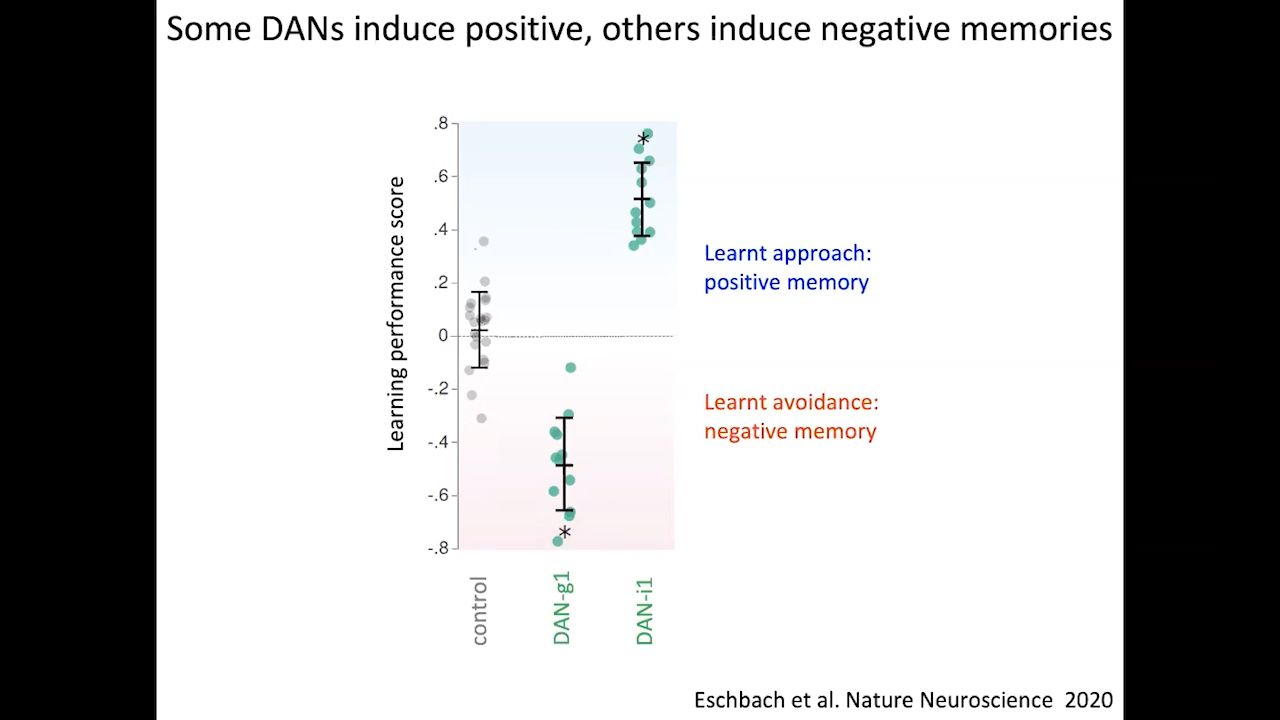 Some DANs induce positive, others induce negative memories
Learning performance score
.8
.6
.4
.2
0
-.2
-.4
-.6
-.8
*
*
control
DAN-g1
DAN-i1
Learnt approach:
positive memory
Learnt avoidance:
negative memory
Eschbach et al. Nature Neuroscience 2020